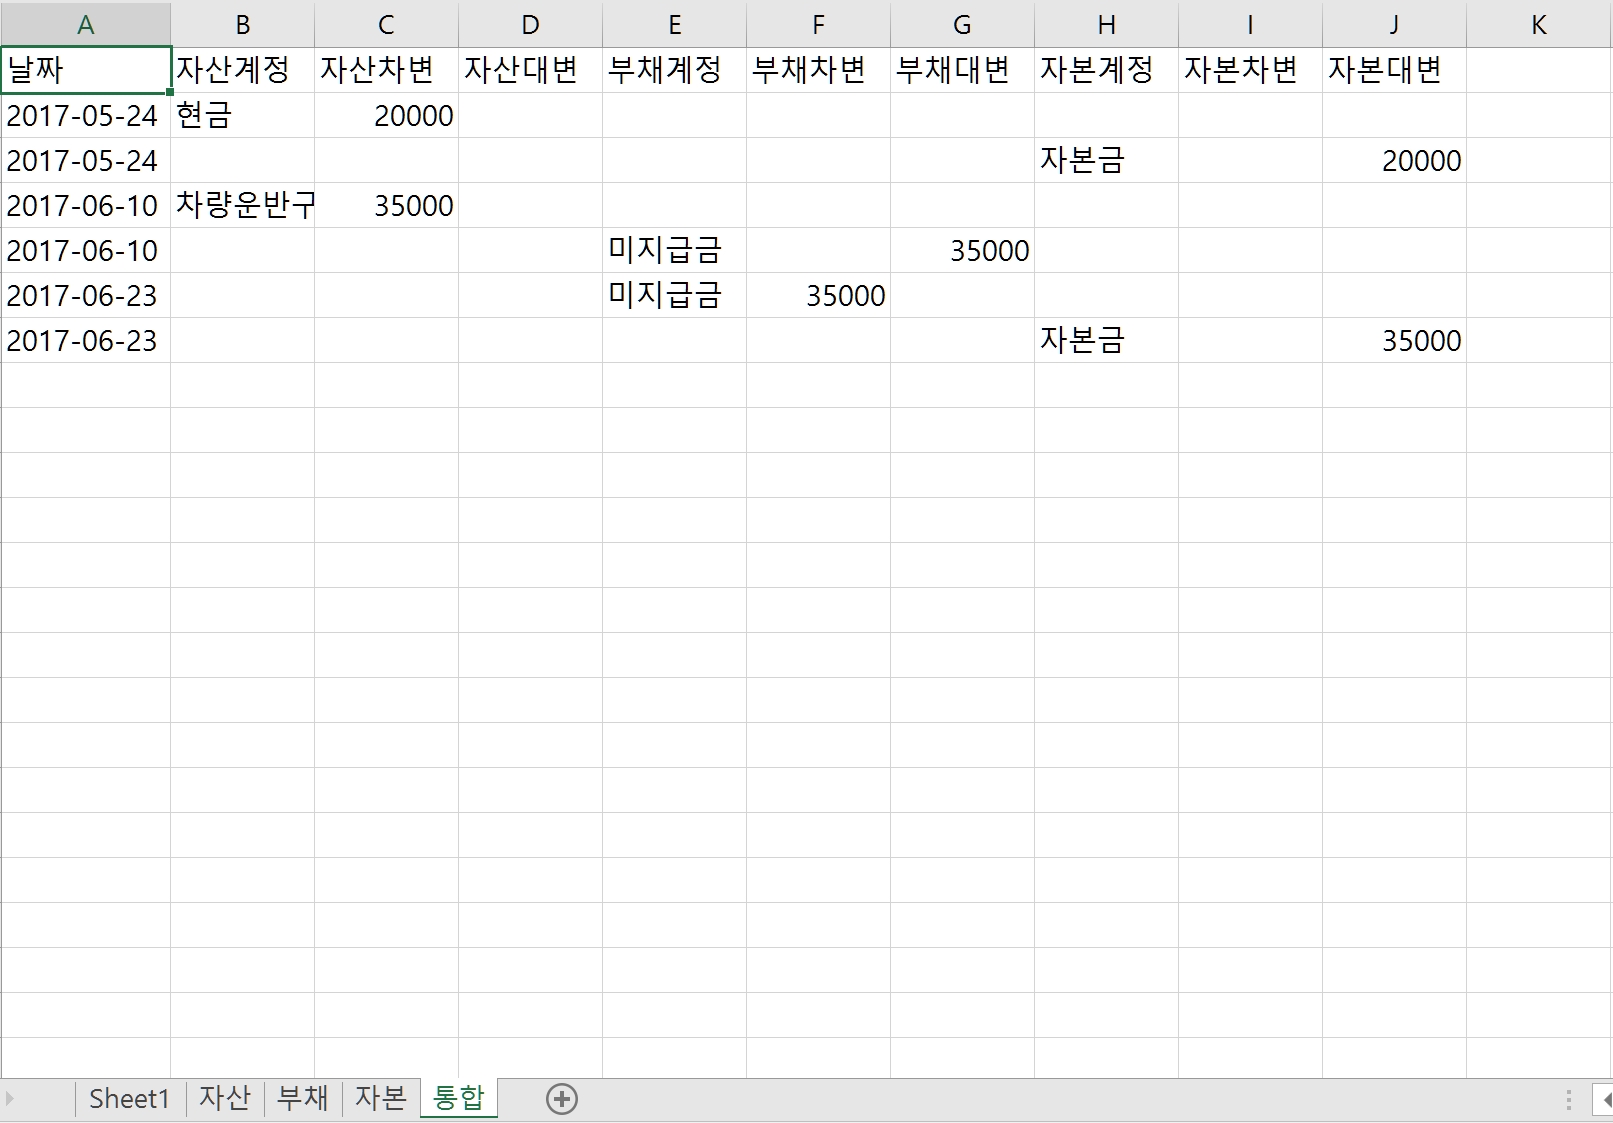 A B C D E F G H I J K
날짜 자산계정 자산차변 자산대변 부채계정 부채차변 부채대변 자본계정 자본차변 자본대변
2017-05-24 현금 20000
2017-05-24 자본금 20000
2017-06-10 차량운반구 35000
2017-06-10 미지급금 35000
2017-06-23 미지급금 35000
2017-06-23 자본금 35000
Sheet1 자산 부채 자본 통합